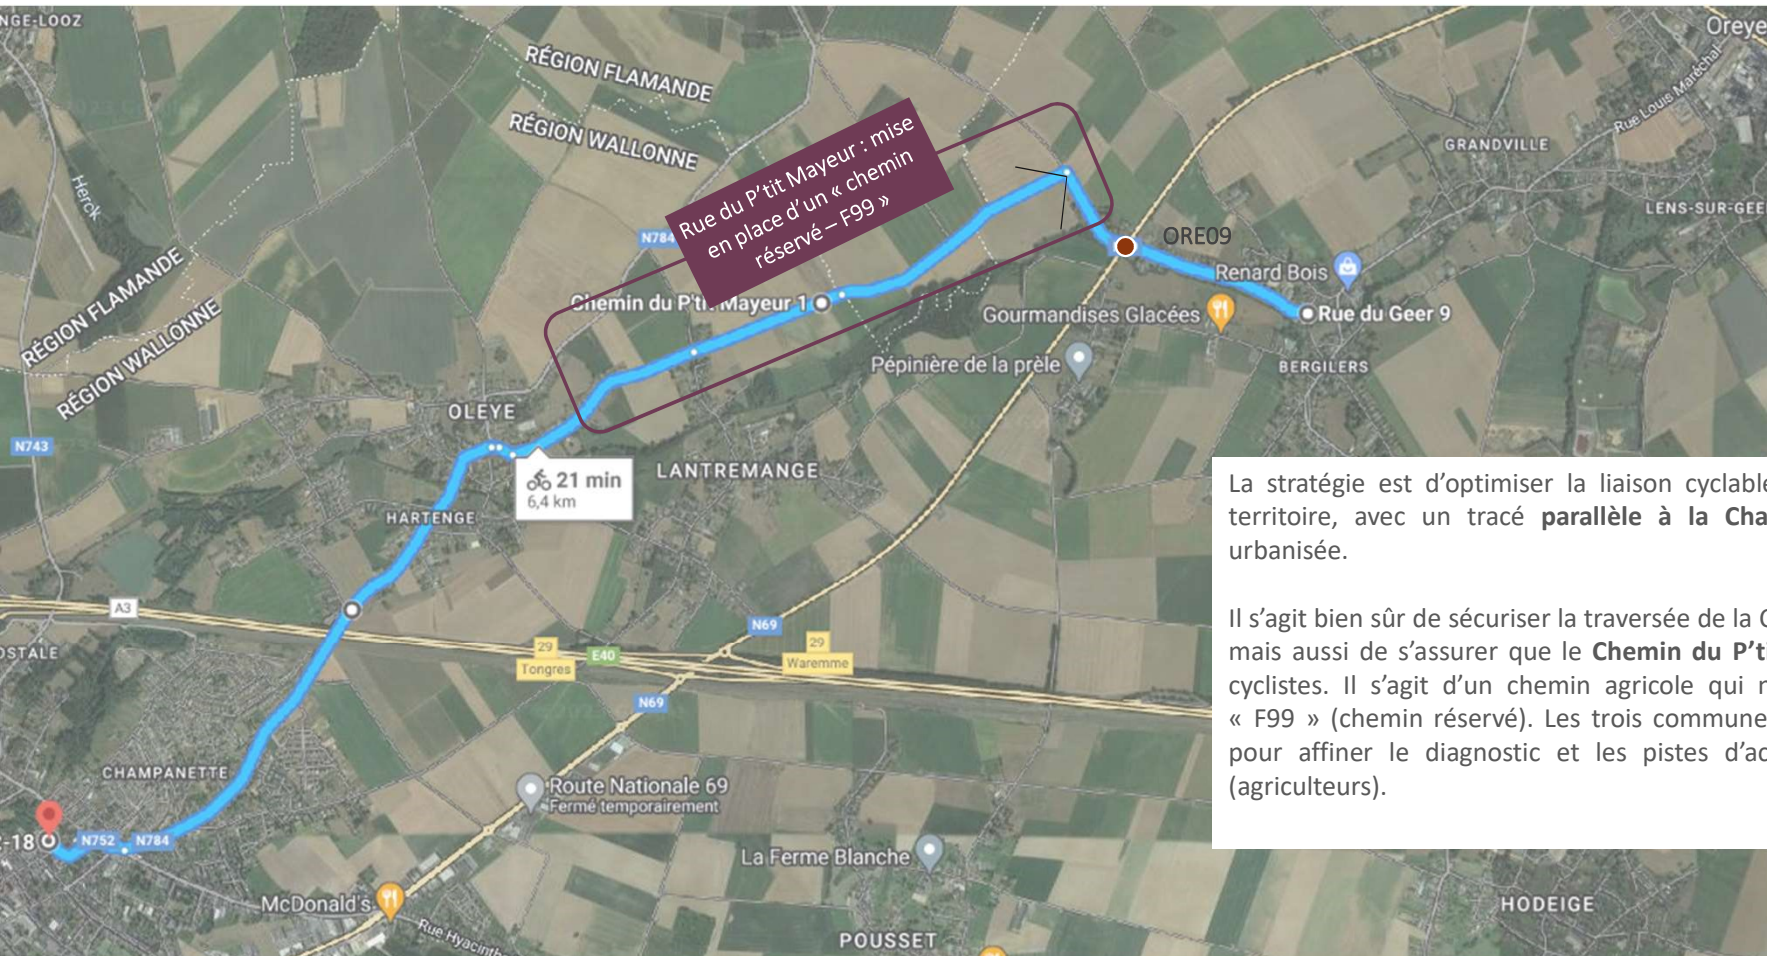 NGE-LOOZ
Oreye
RÉGION FLAMANDE
RÉGION WALLONNE
Rue Louis Maréchal
GRANDVILLE
Herck
Rue du P'tit Mayeur : mise
en place d'un « chemin
réservé – F99 »
N784
LENS-SUR-GEE
ORE09
Renard Bois
RÉGION FLAMANDE
RÉGION WALLONNE
Chemin du P'tit Mayeur 1
Gourmandises Glacées
Rue du Geer 9
Pépinière de la prèle
BERGILERS
OLEYE
N743
LANTREMANGE
21 min
6,4 km
HARTENGE
La stratégie est d'optimiser la liaison cyclable
territoire, avec un tracé parallèle à la Cha
urbanisée.
Il s'agit bien sûr de sécuriser la traversée de la
mais aussi de s'assurer que le Chemin du P't
cyclistes. Il s'agit d'un chemin agricole qui
« F99 » (chemin réservé). Les trois commune
pour affiner le diagnostic et les pistes d'ac
(agriculteurs).
A3
N69
29
Tongres
E40
29
Waremme
OSTALE
N69
CHAMPANETTE
Route Nationale 69
Fermé temporairement
-18
N752
N784
La Ferme Blanche
McDonald's
Rue Hyacinth
HODEIGE
POUSSET